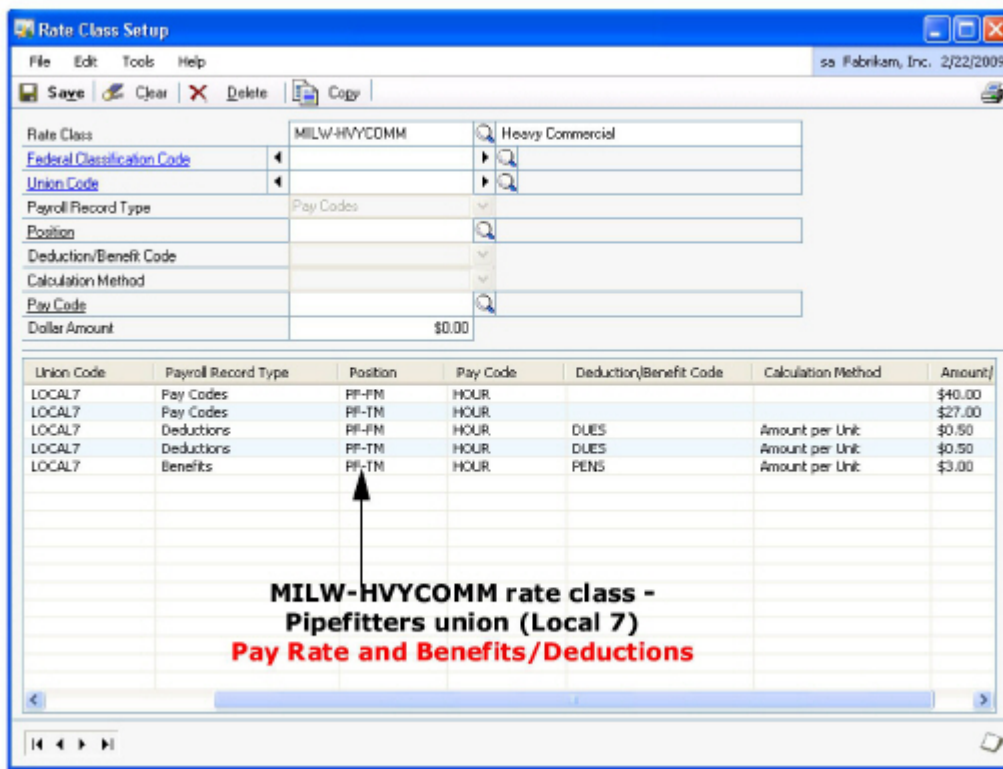 Rate Class Setup
File Edit Tools Help sa Fabrikam, Inc. 2/22/2009
Save Clear Delete Copy
Rate Class MILW-HVYCOMM Heavy Commercial
Federal Classification Code
Union Code
Payroll Record Type Pay Codes
Position
Deduction/Benefit Code
Calculation Method
Pay Code
Dollar Amount $0.00
Union Code Payroll Record Type Position Pay Code Deduction/Benefit Code Calculation Method Amount/
LOCAL7 Pay Codes PF-FM HOUR $40.00
LOCAL7 Pay Codes PF-TM HOUR $27.00
LOCAL7 Deductions PF-FM HOUR DUES Amount per Unit $0.50
LOCAL7 Deductions PF-TM HOUR DUES Amount per Unit $0.50
LOCAL7 Benefits PF-TM HOUR PENS Amount per Unit $3.00
MILW-HVYCOMM rate class -
Pipefitters union (Local 7)
Pay Rate and Benefits/Deductions